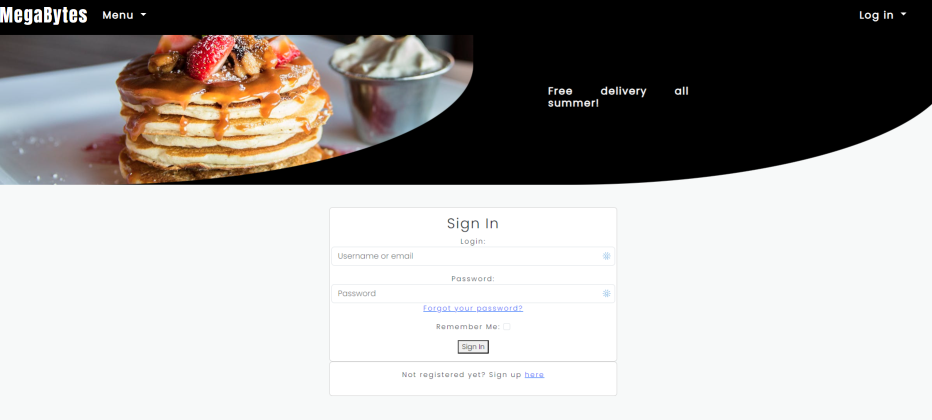 MegaBytes Menu Log in
Free delivery all
summer!
Sign In
Login:
Username or email
Password:
Password
Forgot your password?
Remember Me:
Sign In
Not registered yet? Sign up here